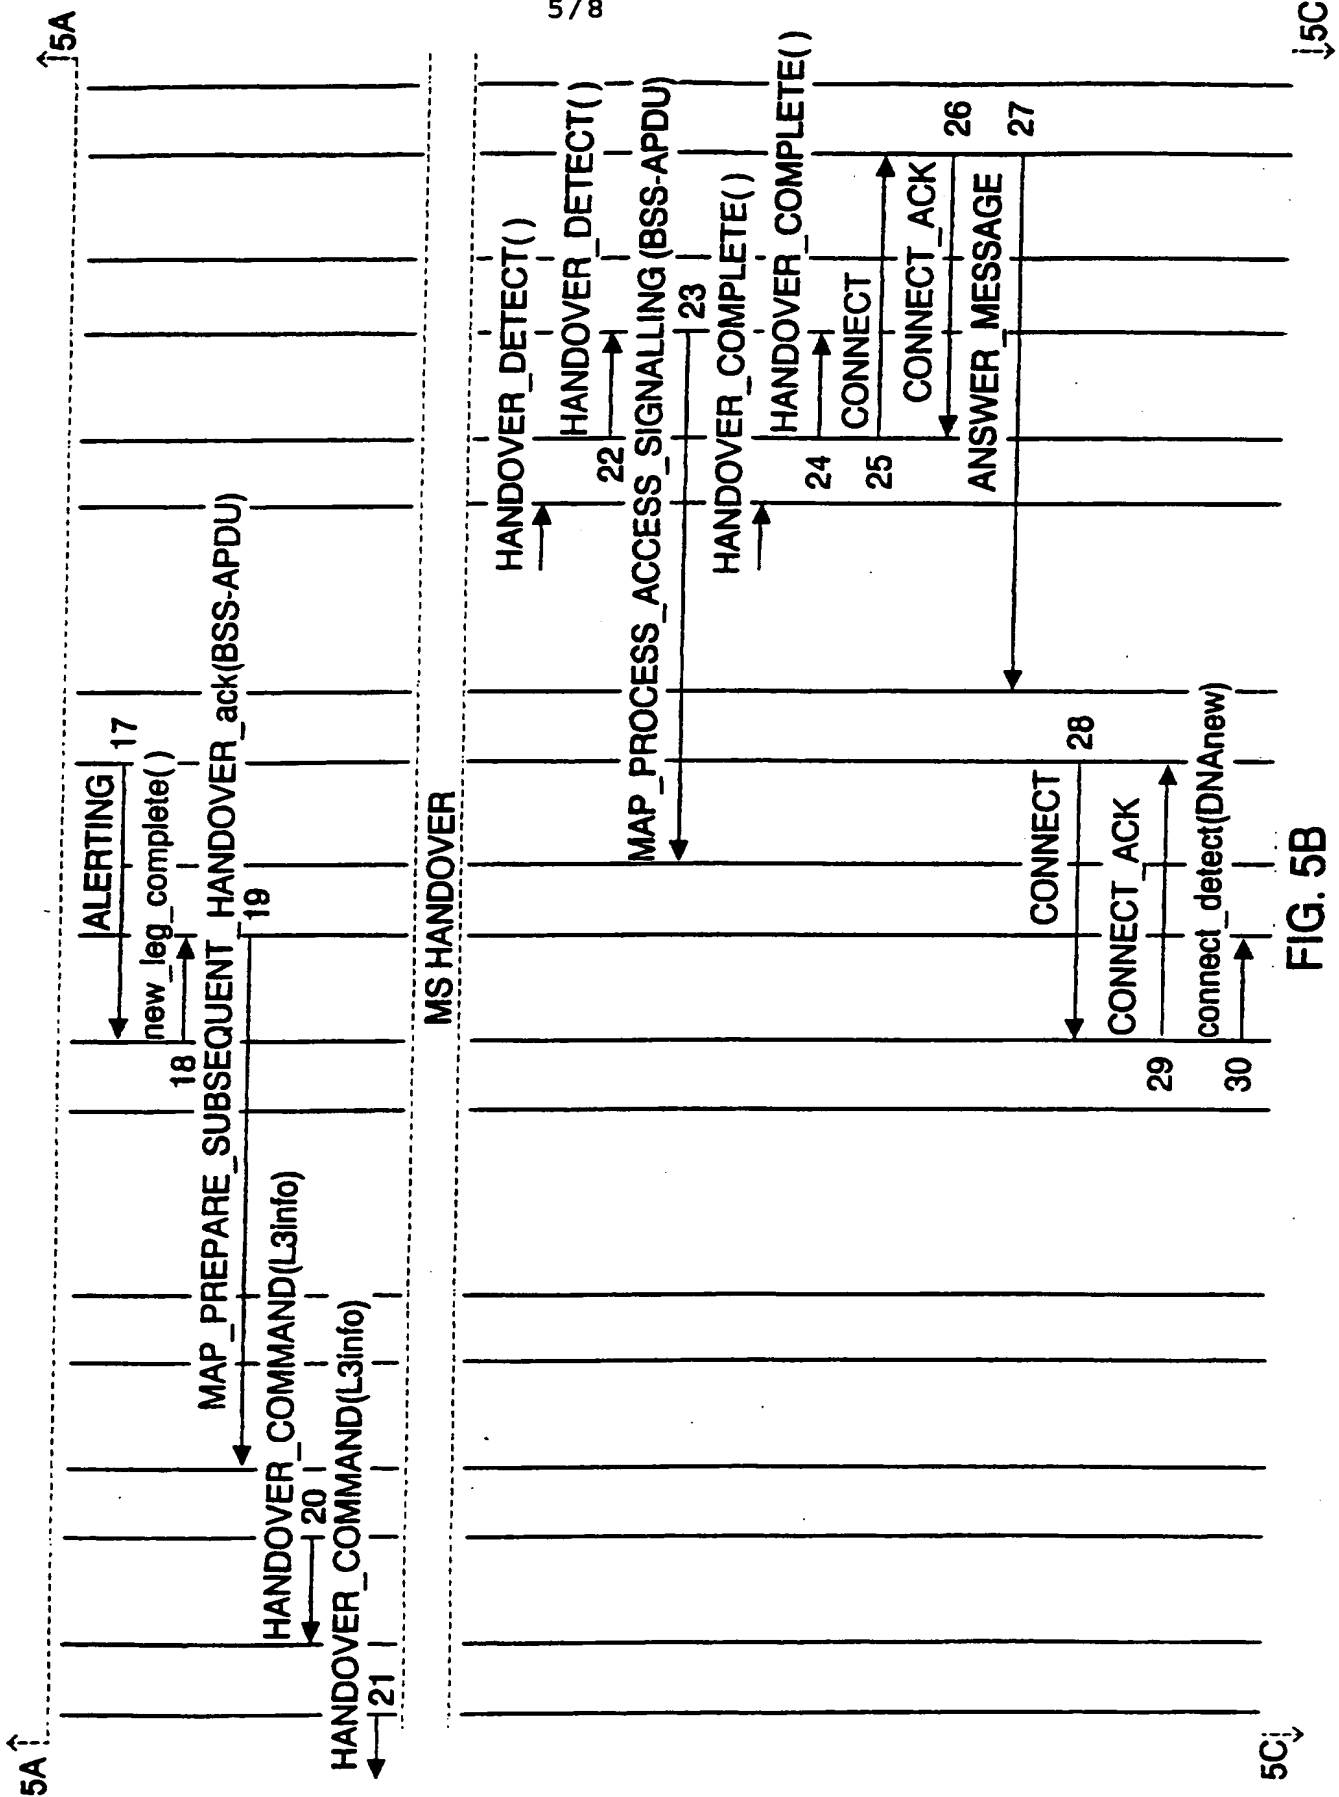 5/8
5A
5A
ALERTING
17
new_leg_complete()
18
MAP_PREPARE_SUBSEQUENT_HANDOVER_ack(BSS-APDU)
19
HANDOVER_COMMAND(L3info)
20
HANDOVER_COMMAND(L3info)
21
MS HANDOVER
HANDOVER_DETECT()
HANDOVER_DETECT()
22
MAP_PROCESS_ACCESS_SIGNALLING(BSS-APDU)
23
HANDOVER_COMPLETE()
HANDOVER_COMPLETE()
24
CONNECT
25
CONNECT_ACK
26
ANSWER_MESSAGE
27
CONNECT
28
CONNECT_ACK
29
connect_detect(DNAnew)
30
5C
5C
FIG. 5B